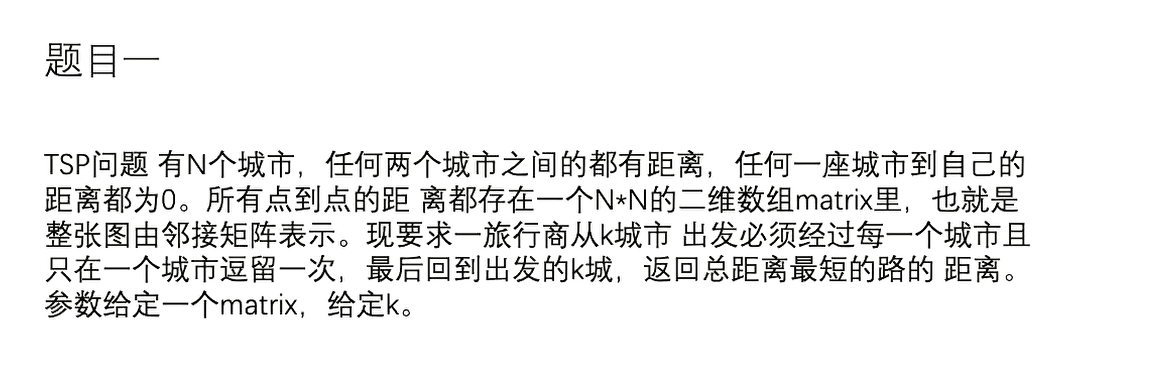 题目一
TSP问题 有N个城市，任何两个城市之间的都有距离，任何一座城市到自己的
距离都为0。所有点到点的距 离都存在一个N*N的二维数组matrix里，也就是
整张图由邻接矩阵表示。现要求一旅行商从k城市 出发必须经过每一个城市且
只在一个城市逗留一次，最后回到出发的k城，返回总距离最短的路的 距离。
参数给定一个matrix，给定k。